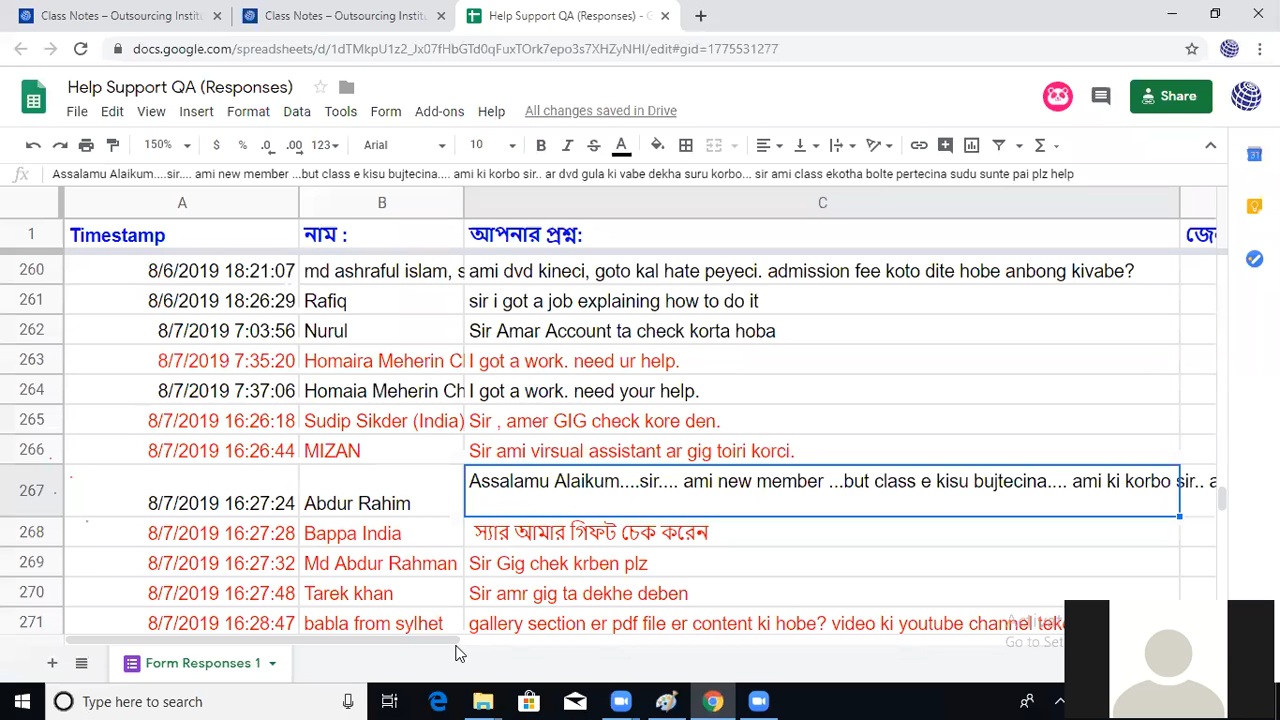 Class Notes – Outsourcing Institu
Class Notes – Outsourcing Institu
Help Support QA (Responses) - G
docs.google.com/spreadsheets/d/1dTMkpU1z2_Jx07fHbGTd0qFuxTOrk7epo3s7XHZyNHI/edit#gid=1775531277
Help Support QA (Responses)
File Edit View Insert Format Data Tools Form Add-ons Help All changes saved in Drive
Share
150% $ % .0 .00 123 Arial 10 B I S A
fx Assalamu Alaikum....sir.... ami new member ...but class e kisu bujtecina.... ami ki korbo sir.. ar dvd gula ki vabe dekha suru korbo... sir ami class ekotha bolte pertecina sudu sunte pai plz help
A B C
1 Timestamp নাম : আপনার প্রশ্ন:
260 8/6/2019 18:21:07 md ashraful islam, s ami dvd kineci, goto kal hate peyeci. admission fee koto dite hobe anbong kivabe?
261 8/6/2019 18:26:29 Rafiq sir i got a job explaining how to do it
262 8/7/2019 7:03:56 Nurul Sir Amar Account ta check korta hoba
263 8/7/2019 7:35:20 Homaira Meherin Cl I got a work. need ur help.
264 8/7/2019 7:37:06 Homaia Meherin Ch I got a work. need your help.
265 8/7/2019 16:26:18 Sudip Sikder (India) Sir , amer GIG check kore den.
266 8/7/2019 16:26:44 MIZAN Sir ami virsual assistant ar gig toiri korci.
267 8/7/2019 16:27:24 Abdur Rahim Assalamu Alaikum....sir.... ami new member ...but class e kisu bujtecina.... ami ki korbo sir.. a
268 8/7/2019 16:27:28 Bappa India স্যার আমার গিফট চেক করেন
269 8/7/2019 16:27:32 Md Abdur Rahman Sir Gig chek krben plz
270 8/7/2019 16:27:48 Tarek khan Sir amr gig ta dekhe deben
271 8/7/2019 16:28:47 babla from sylhet gallery section er pdf file er content ki hobe? video ki youtube channel
Go to Set
Form Responses 1
Type here to search